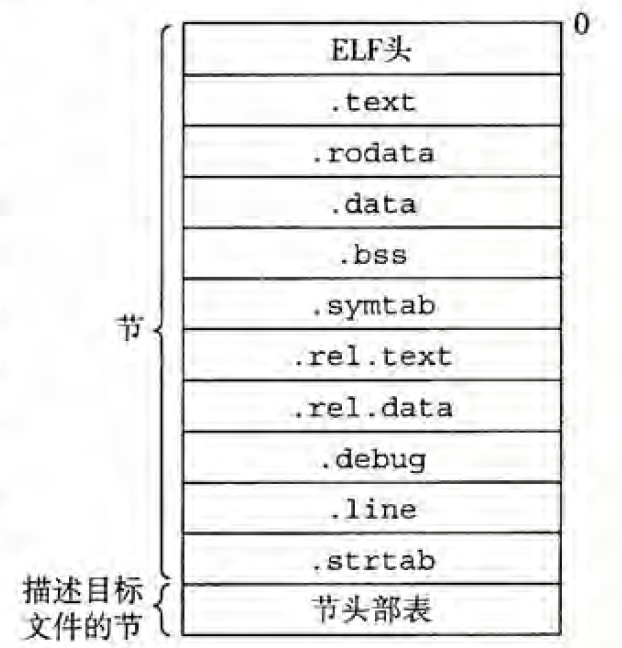 0
ELF头
.text
.rodata
.data
.bss
.symtab
节
.rel.text
.rel.data
.debug
.line
.strtab
描述目标
文件的节
节头部表